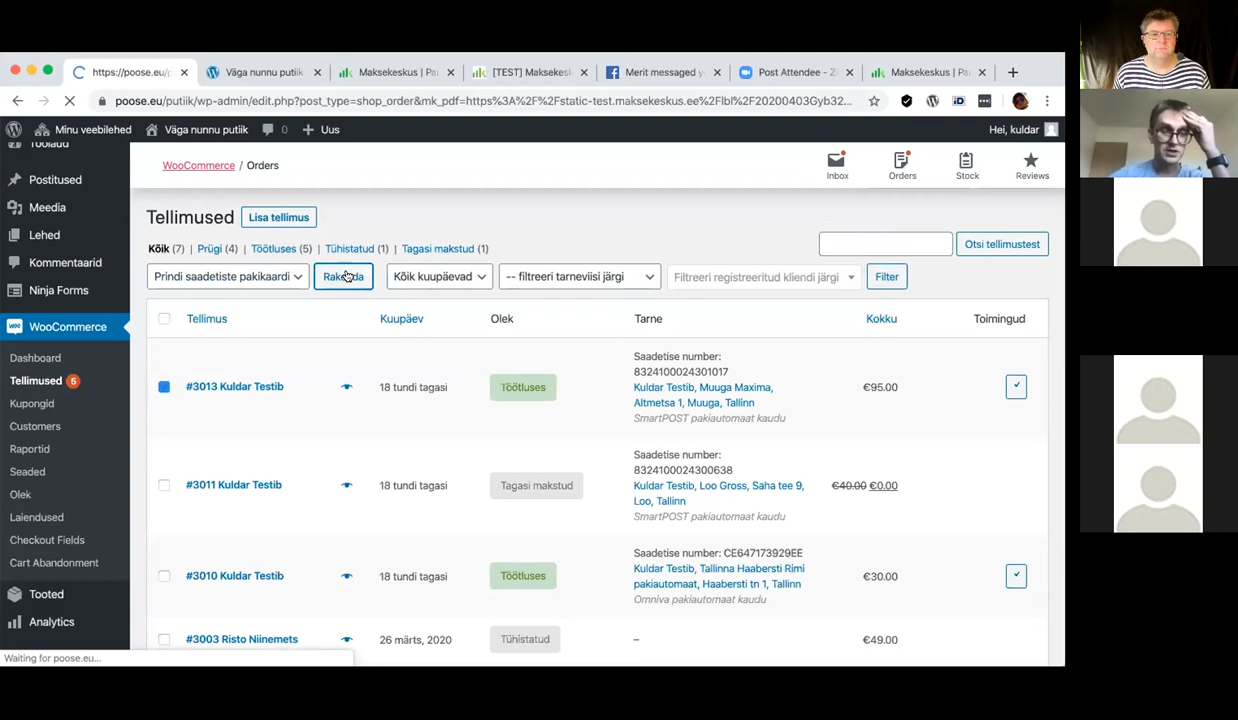 https://poose.eu/p
Väga nunnu putiik
Maksekeskus | Pa
[TEST] Maksekesk
Merit messaged y
Post Attendee - Z
Maksekeskus | Pa
poose.eu/putiik/wp-admin/edit.php?post_type=shop_order&mk_pdf=https%3A%2F%2Fstatic-test.maksekeskus.ee%2Flbl%2F20200403Gyb32...
Minu veebilehed
Väga nunnu putiik
0
Uus
Hei, kuldar
Töölaud
Postitused
Meedia
Lehed
Kommentaarid
Ninja Forms
WooCommerce
Dashboard
Tellimused 5
Kupongid
Customers
Raportid
Seaded
Olek
Laiendused
Checkout Fields
Cart Abandonment
Tooted
Analytics
WooCommerce / Orders
Inbox
Orders
Stock
Reviews
Tellimused
Lisa tellimus
Kõik (7) | Prügi (4) | Töötluses (5) | Tühistatud (1) | Tagasi makstud (1)
Otsi tellimustest
Prindi saadetiste pakikaardi
Kõik kuupäevad
-- filtreeri tarneviisi järgi
Filtreeri registreeritud kliendi järgi
Filter
Tellimus
Kuupäev
Olek
Tarne
Kokku
Toimingud
#3013 Kuldar Testib
18 tundi tagasi
Töötluses
Saadetise number:
8324100024301017
Kuldar Testib, Muuga Maxima,
Altmetsa 1, Muuga, Tallinn
SmartPOST pakiautomaat kaudu
€95.00
#3011 Kuldar Testib
18 tundi tagasi
Tagasi makstud
Saadetise number:
8324100024300638
Kuldar Testib, Loo Gross, Saha tee 9,
Loo, Tallinn
SmartPOST pakiautomaat kaudu
€40.00 €0.00
#3010 Kuldar Testib
18 tundi tagasi
Töötluses
Saadetise number: CE647173929EE
Kuldar Testib, Tallinna Haabersti Rimi
pakiautomaat, Haabersti tn 1, Tallinn
Omniva pakiautomaat kaudu
€30.00
#3003 Risto Niinemets
26 märts, 2020
Tühistatud
–
€49.00
Waiting for poose.eu...